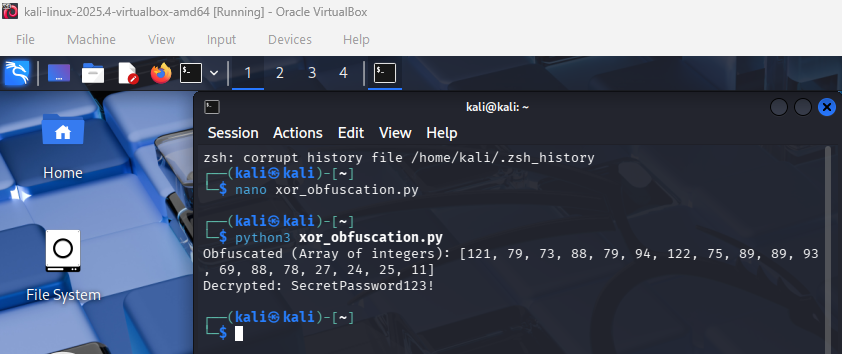 kali-linux-2025.4-virtualbox-amd64 [Running] - Oracle VirtualBox
File Machine View Input Devices Help
1 2 3 4
kali@kali: ~
Session Actions Edit View Help
Home
File System
zsh: corrupt history file /home/kali/.zsh_history
┌──(kali㉿kali)-[~]
└─$ nano xor_obfuscation.py
┌──(kali㉿kali)-[~]
└─$ python3 xor_obfuscation.py
Obfuscated (Array of integers): [121, 79, 73, 88, 79, 94, 122, 75, 89, 89, 93
, 69, 88, 78, 27, 24, 25, 11]
Decrypted: SecretPassword123!
┌──(kali㉿kali)-[~]
└─$